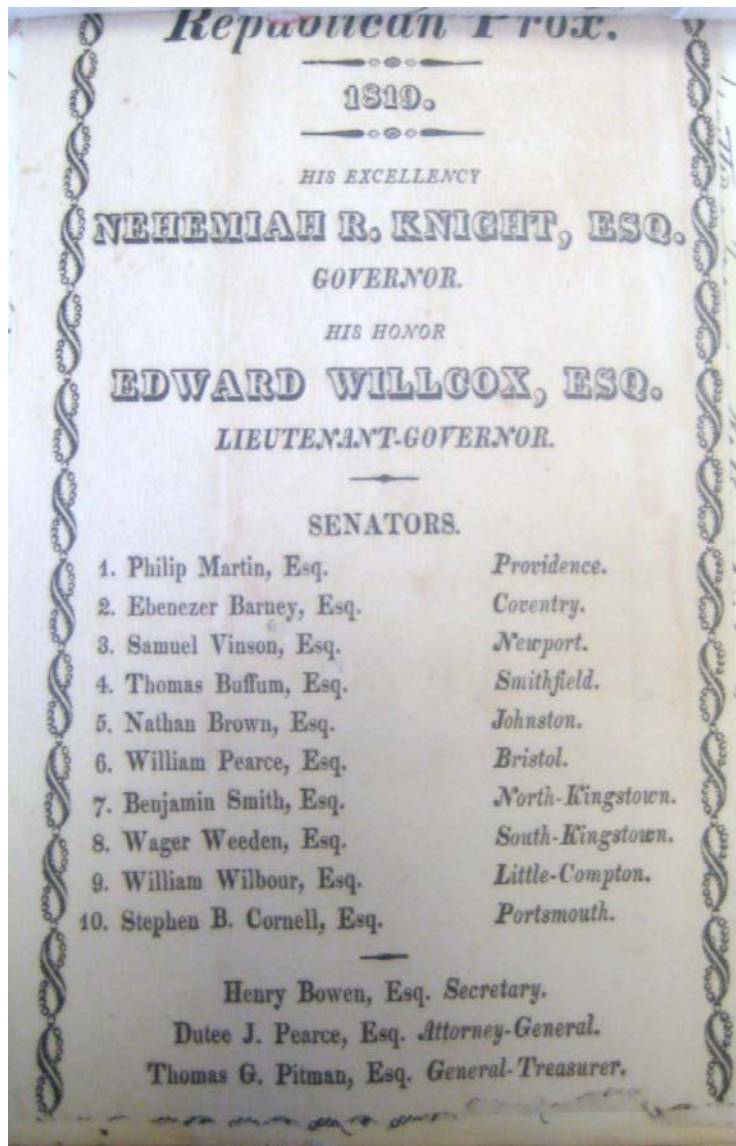 Republican Prox.
1819.
HIS EXCELLENCY
NEHEMIAH R. KNIGHT, ESQ.
GOVERNOR.
HIS HONOR
EDWARD WILLCOX, ESQ.
LIEUTENANT-GOVERNOR.
SENATORS.
1. Philip Martin, Esq. Providence.
2. Ebenezer Barney, Esq. Coventry.
3. Samuel Vinson, Esq. Newport.
4. Thomas Buffum, Esq. Smithfield.
5. Nathan Brown, Esq. Johnston.
6. William Pearce, Esq. Bristol.
7. Benjamin Smith, Esq. North-Kingstown.
8. Wager Weeden, Esq. South-Kingstown.
9. William Wilbour, Esq. Little-Compton.
10. Stephen B. Cornell, Esq. Portsmouth.
Henry Bowen, Esq. Secretary.
Dutee J. Pearce, Esq. Attorney-General.
Thomas G. Pitman, Esq. General-Treasurer.